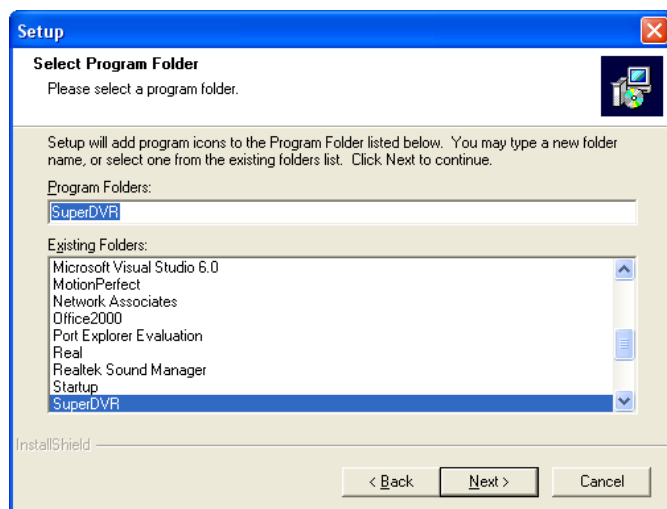 Setup
Select Program Folder
Please select a program folder.
Setup will add program icons to the Program Folder listed below.  You may type a new folder
name, or select one from the existing folders list.  Click Next to continue.
Program Folders:
SuperDVR
Existing Folders:
Microsoft Visual Studio 6.0
MotionPerfect
Network Associates
Office2000
Port Explorer Evaluation
Real
Realtek Sound Manager
Startup
SuperDVR
InstallShield
< Back
Next >
Cancel